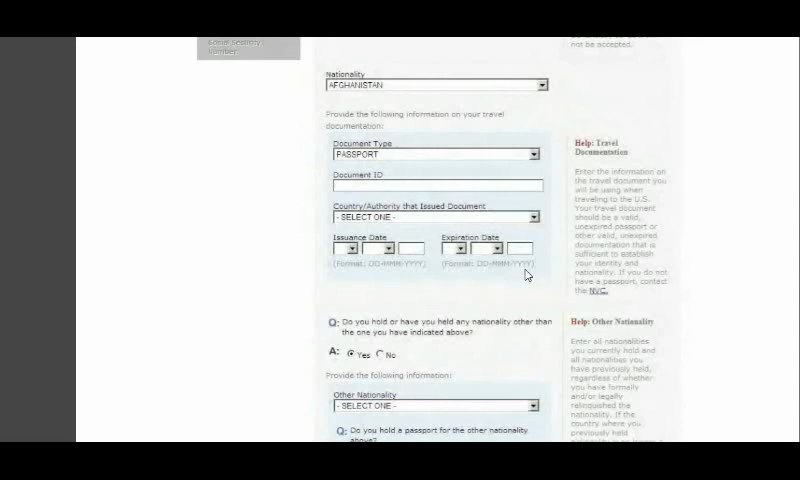 Social Security
Number
not be accepted.
Nationality
AFGHANISTAN
Provide the following information on your travel
documentation:
Document Type
PASSPORT
Document ID
Country/Authority that Issued Document
- SELECT ONE -
Issuance Date
Expiration Date
(Format: DD-MMM-YYYY)
(Format: DD-MMM-YYYY)
Help: Travel
Documentation
Enter the information on
the travel document you
will be using when
traveling to the U.S.
Your travel document
should be a valid,
unexpired passport or
other valid, unexpired
documentation that is
sufficient to establish
your identity and
nationality. If you do not
have a passport, contact
the NVC.
Q: Do you hold or have you held any nationality other than
the one you have indicated above?
A: Yes No
Provide the following information:
Other Nationality
- SELECT ONE -
Q: Do you hold a passport for the other nationality
above?
Help: Other Nationality
Enter all nationalities
you currently hold and
all nationalities you
have previously held,
regardless of whether
you have formally
and/or legally
relinquished the
nationality. If the
country where you
previously held